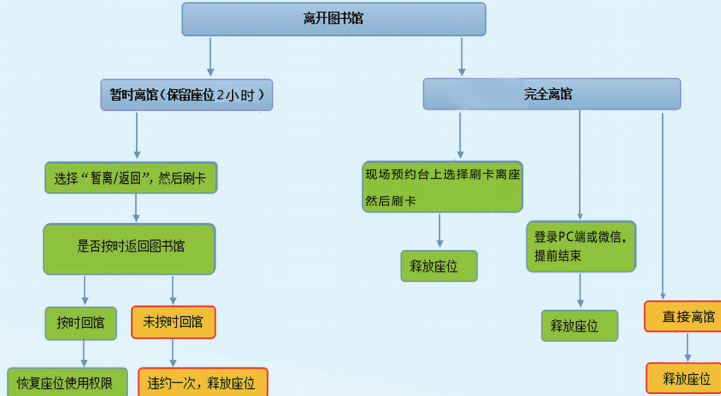 离开图书馆
暂时离馆(保留座位2小时)
完全离馆
选择“暂离/返回”,然后刷卡
现场预约台上选择刷卡离座
然后刷卡
是否按时返回图书馆
登录PC端或微信。
提前结束
释放座位
按时回馆
未按时回馆
释放座位
直接离馆
恢复座位使用权限
违约一次,释放座位
释放座位